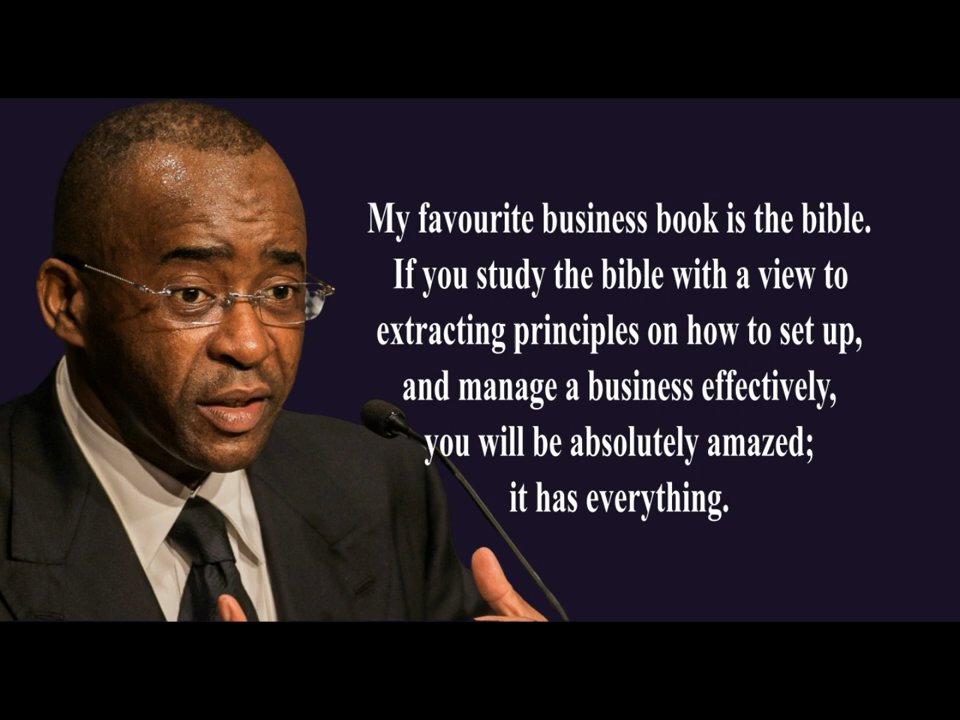 My favourite business book is the bible.
If you study the bible with a view to
extracting principles on how to set up,
and manage a business effectively,
you will be absolutely amazed;
it has everything.